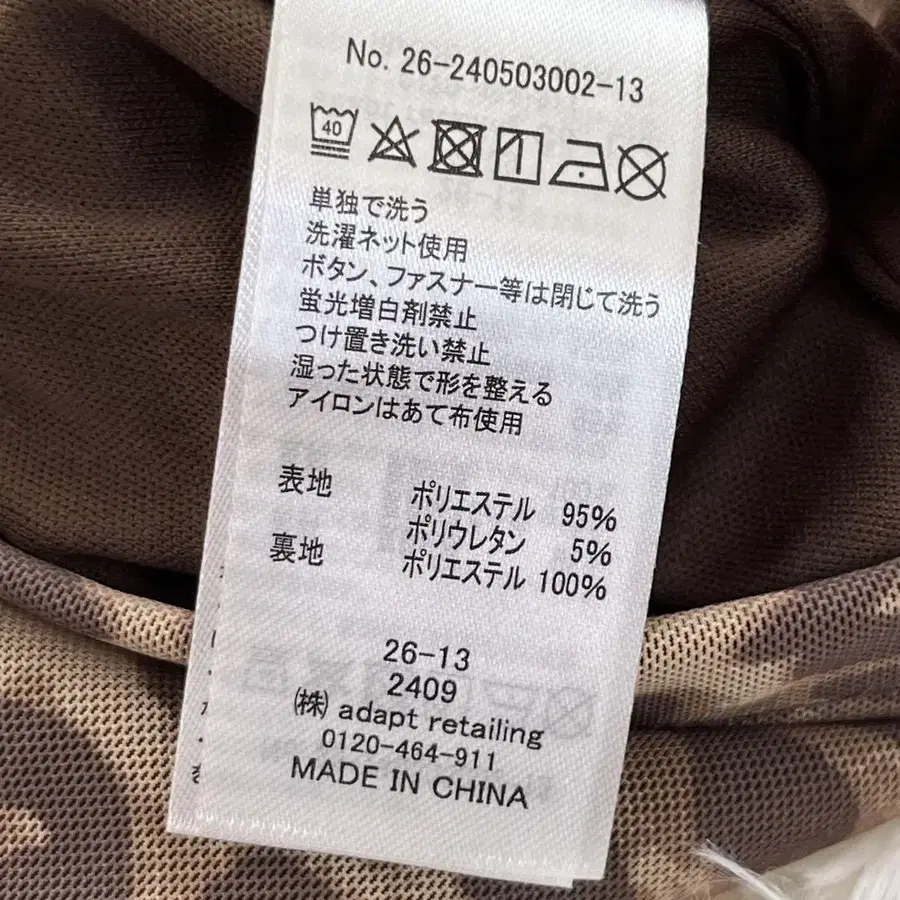 No. 26-240503002-13
40
単独で洗う
洗濯ネット使用
ボタン、ファスナー等は閉じて洗う
蛍光増白剤禁止
つけ置き洗い禁止
湿った状態で形を整える
アイロンはあて布使用
表地 ポリエステル 95%
ポリウレタン 5%
裏地 ポリエステル 100%
26-13
2409
㈱ adapt retailing
0120-464-911
MADE IN CHINA